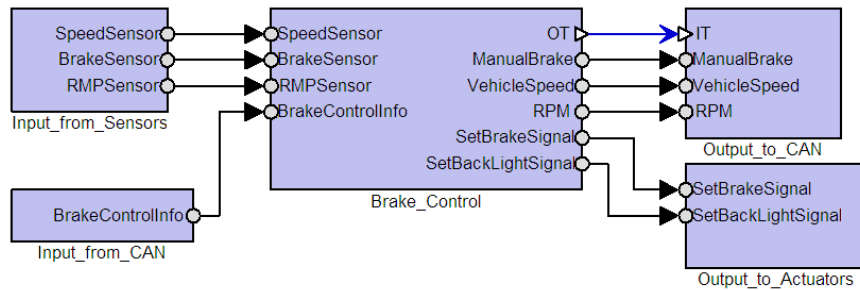 SpeedSensor
BrakeSensor
RMPSensor
Input_from_Sensors
BrakeControlInfo
Input_from_CAN
SpeedSensor
BrakeSensor
RMPSensor
BrakeControlInfo
OT
ManualBrake
VehicleSpeed
RPM
SetBrakeSignal
SetBackLightSignal
Brake_Control
IT
ManualBrake
VehicleSpeed
RPM
Output_to_CAN
SetBrakeSignal
SetBackLightSignal
Output_to_Actuators